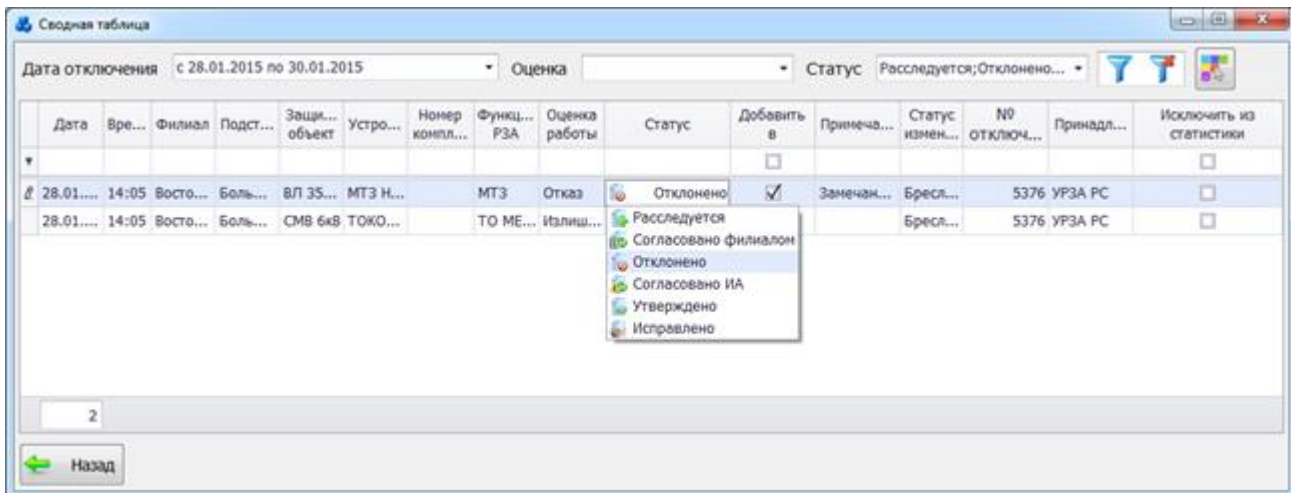 Сводная таблица
Дата отключения с 28.01.2015 по 30.01.2015 Оценка Статус Расследуется;Отклонено...
Дата Вре... Филиал Подст... Защи... объект Устро... Номер компл... Функц... РЗА Оценка работы Статус Добавить в Примеча... Статус измен... № отключ... Принадл... Исключить из статистики
28.01.... 14:05 Восто... Боль... ВЛ 35... МТЗ Н... МТЗ Отказ Отклонено Замечан... Бресл... 5376 УРЗА РС
28.01.... 14:05 Восто... Боль... СМВ 6кВ ТОКО... ТО МЕ... Излиш... Бресл... 5376 УРЗА РС
Расследуется
Согласовано филиалом
Отклонено
Согласовано ИА
Утверждено
Исправлено
2
Назад